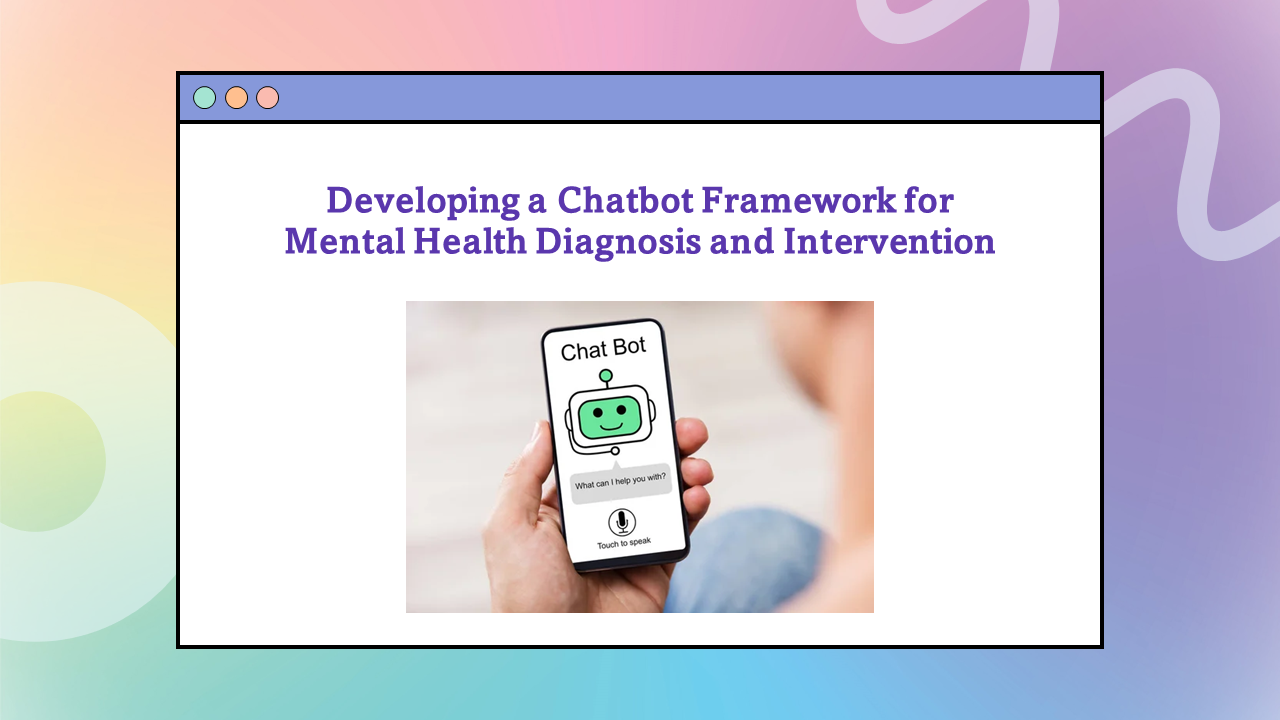 Developing a Chatbot Framework for
Mental Health Diagnosis and Intervention
Chat Bot
What can I help you with?
Touch to speak